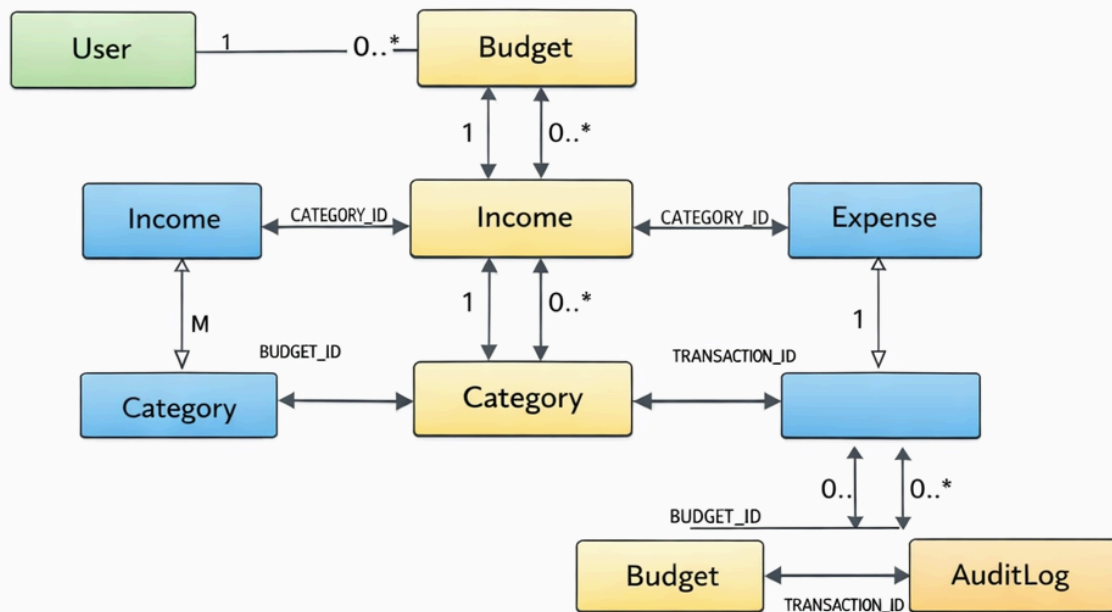 User
1
0..*
Budget
1
0..*
Income
CATEGORY_ID
Income
CATEGORY_ID
Expense
1
0..*
M
1
BUDGET_ID
TRANSACTION_ID
Category
Category
0..
0..*
BUDGET_ID
Budget
AuditLog
TRANSACTION_ID